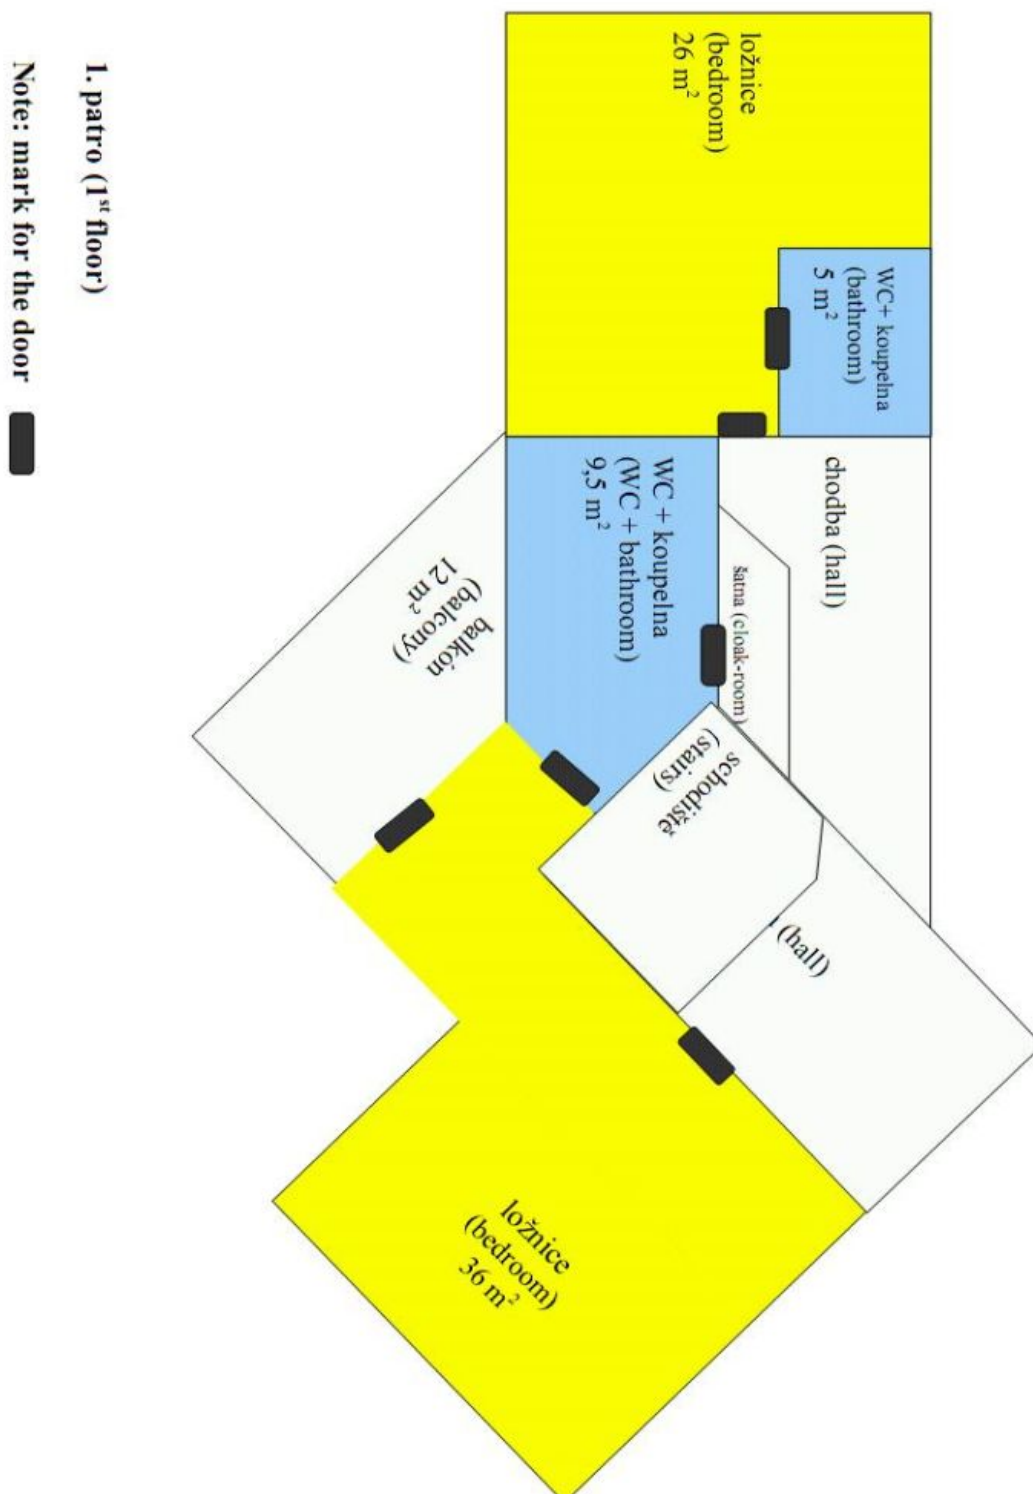 1. patro (1st floor)
Note: mark for the door
ložnice
(bedroom)
26 m²
WC+ koupelna
(bathroom)
5 m²
chodba (hall)
WC + koupelna
(WC + bathroom)
9,5 m²
šatna (cloak-room)
balkón
(balcony)
12 m²
schodiště
(stairs)
(hall)
ložnice
(bedroom)
36 m²